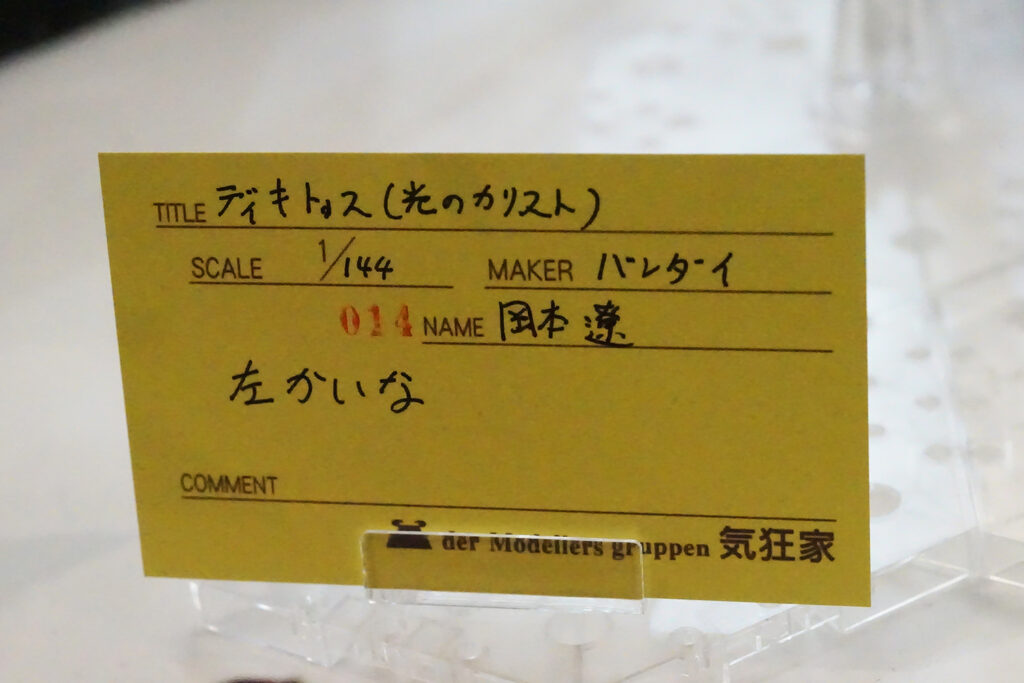 TITLE ディキトゥス(光のカリスト)
SCALE 1/144 MAKER バンダイ
014 NAME 岡本 遼
左かいな
COMMENT
der Modellers gruppen 気狂家